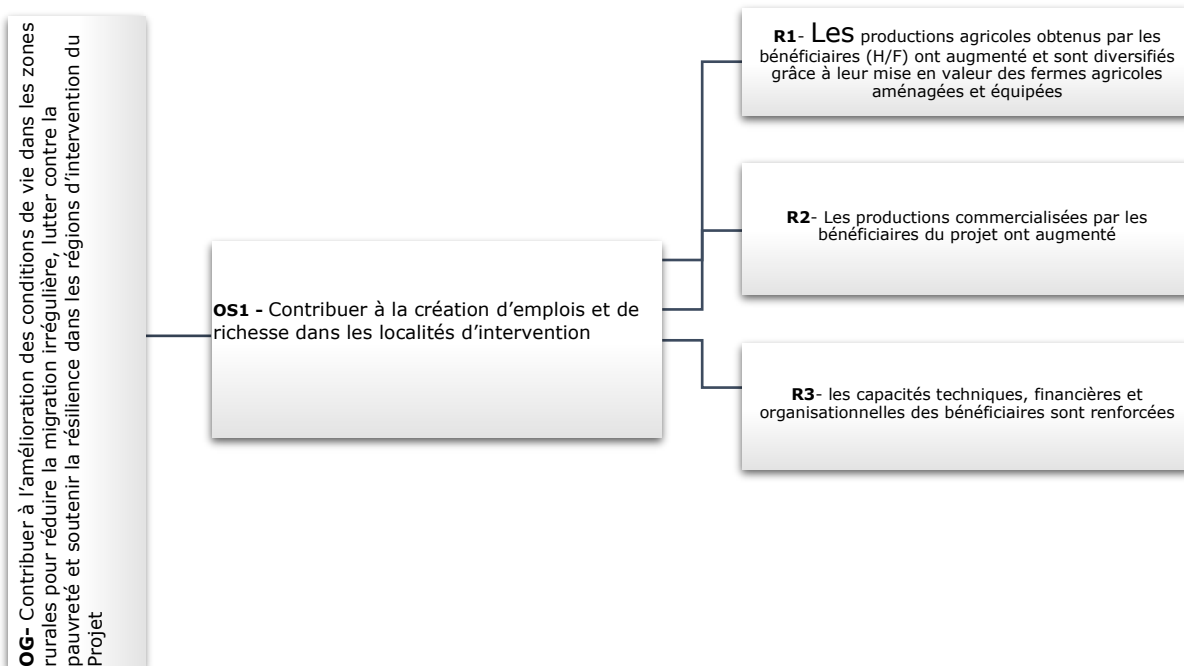 OG- Contribuer à l’amélioration des conditions de vie dans les zones
rurales pour réduire la migration irrégulière, lutter contre la
pauvreté et soutenir la résilience dans les régions d’intervention du
Projet
OS1 - Contribuer à la création d’emplois et de
richesse dans les localités d’intervention
R1- Les productions agricoles obtenus par les
bénéficiaires (H/F) ont augmenté et sont diversifiés
grâce à leur mise en valeur des fermes agricoles
aménagées et équipées
R2- Les productions commercialisées par les
bénéficiaires du projet ont augmenté
R3- les capacités techniques, financières et
organisationnelles des bénéficiaires sont renforcées